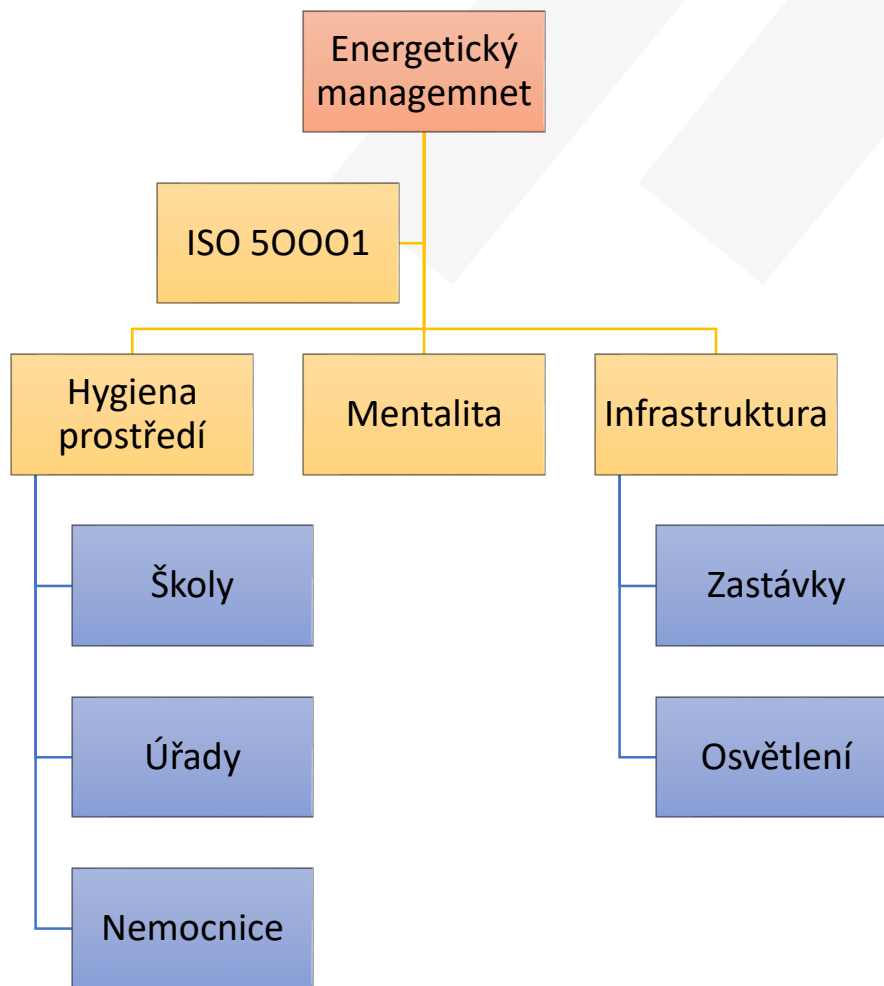 Energetický
managemnet
ISO 5OOO1
Hygiena
prostředí
Mentalita
Infrastruktura
Školy
Zastávky
Úřady
Osvětlení
Nemocnice